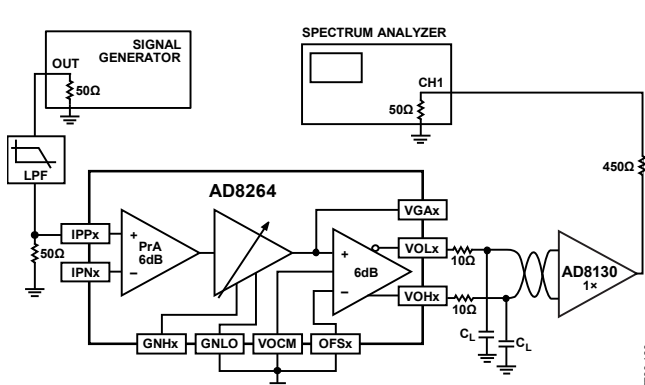 SPECTRUM ANALYZER
SIGNAL
GENERATOR
OUT
50Ω
CH1
50Ω
LPF
450Ω
AD8264
VGAx
IPPx
+
PrA
6dB
–
+
6dB
–
VOLx
10Ω
AD8130
1×
50Ω
IPNx
VOHx
10Ω
CL
CL
GNHx
GNLO
VOCM
OFSx